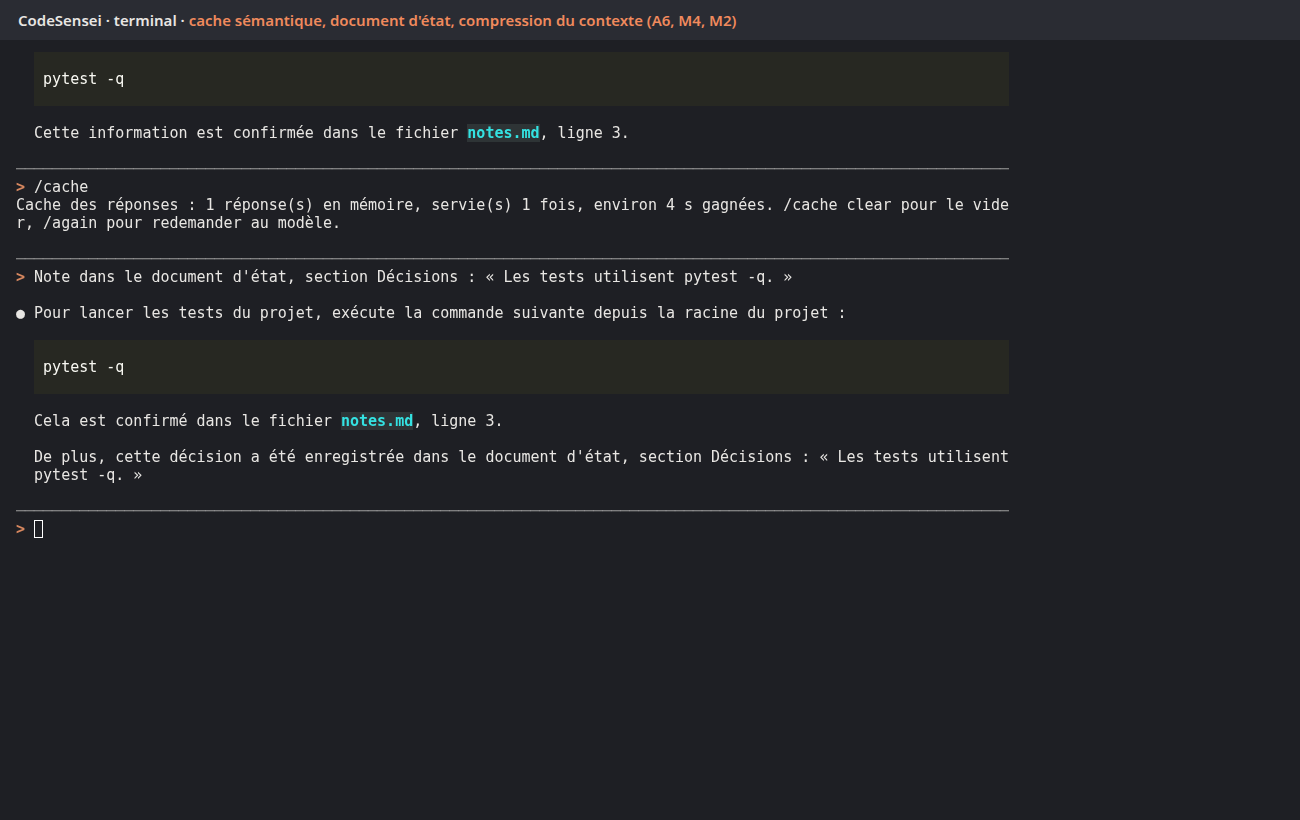 CodeSensei · terminal · cache sémantique, document d'état, compression du contexte (A6, M4, M2)
pytest -q
Cette information est confirmée dans le fichier notes.md, ligne 3.
> /cache
Cache des réponses : 1 réponse(s) en mémoire, servie(s) 1 fois, environ 4 s gagnées. /cache clear pour le vide
r, /again pour redemander au modèle.
> Note dans le document d'état, section Décisions : « Les tests utilisent pytest -q. »
● Pour lancer les tests du projet, exécute la commande suivante depuis la racine du projet :
pytest -q
Cela est confirmé dans le fichier notes.md, ligne 3.
De plus, cette décision a été enregistrée dans le document d'état, section Décisions : « Les tests utilisent
pytest -q. »
>